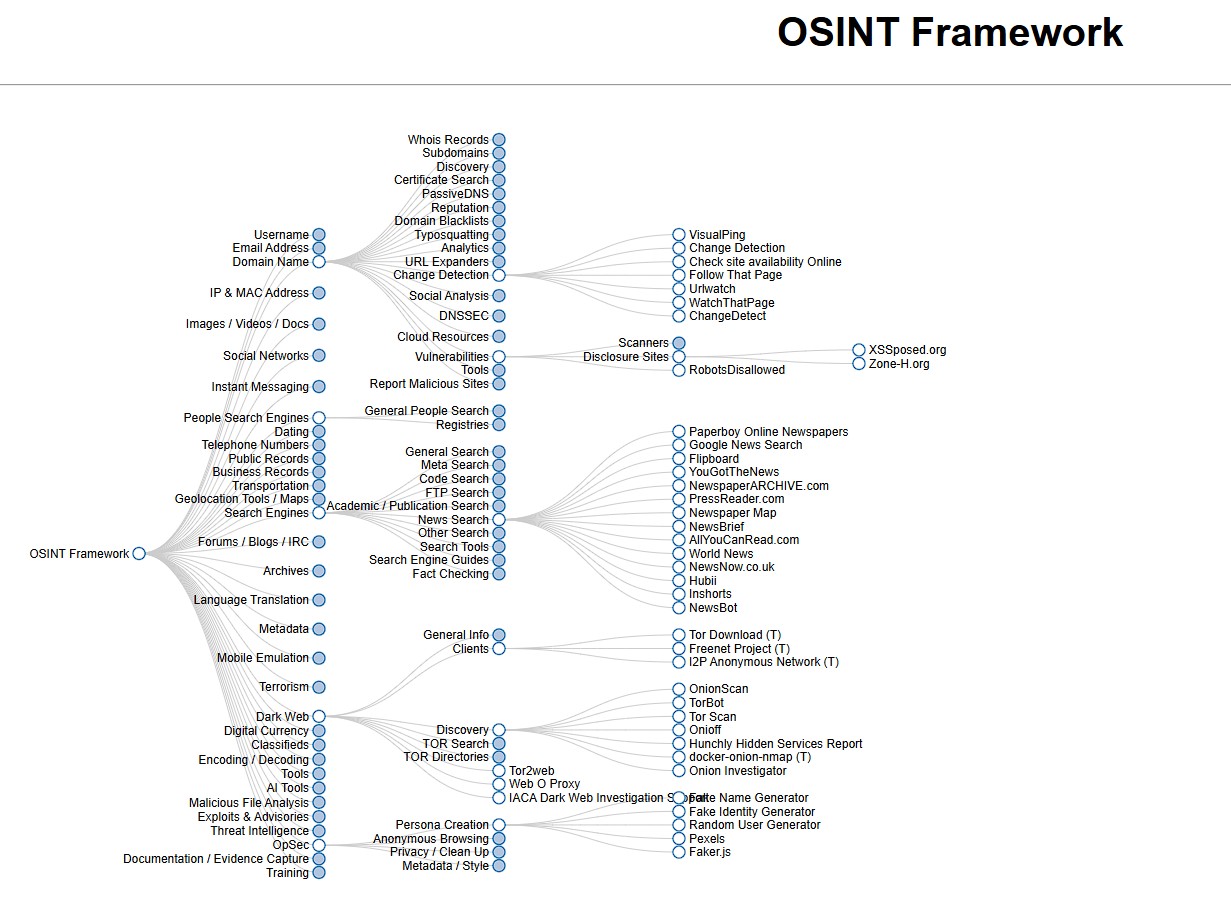 OSINT Framework
OSINT Framework
Username
Email Address
Domain Name
IP & MAC Address
Images / Videos / Docs
Social Networks
Instant Messaging
People Search Engines
Dating
Telephone Numbers
Public Records
Business Records
Transportation
Geolocation Tools / Maps
Search Engines
Forums / Blogs / IRC
Archives
Language Translation
Metadata
Mobile Emulation
Terrorism
Dark Web
Digital Currency
Classifieds
Encoding / Decoding
Tools
AI Tools
Malicious File Analysis
Exploits & Advisories
Threat Intelligence
OpSec
Documentation / Evidence Capture
Training
Whois Records
Subdomains
Discovery
Certificate Search
PassiveDNS
Reputation
Domain Blacklists
Typosquatting
Analytics
URL Expanders
Change Detection
Social Analysis
DNSSEC
Cloud Resources
Vulnerabilities
Tools
Report Malicious Sites
General People Search
Registries
General Search
Meta Search
Code Search
FTP Search
Academic / Publication Search
News Search
Other Search
Search Tools
Search Engine Guides
Fact Checking
General Info
Clients
Discovery
TOR Search
TOR Directories
Tor2web
Web O Proxy
IACA Dark Web Investigation Support
Persona Creation
Anonymous Browsing
Privacy / Clean Up
Metadata / Style
VisualPing
Change Detection
Check site availability Online
Follow That Page
Urlwatch
WatchThatPage
ChangeDetect
Scanners
Disclosure Sites
RobotsDisallowed
XSSposed.org
Zone-H.org
Paperboy Online Newspapers
Google News Search
Flipboard
YouGotTheNews
NewspaperARCHIVE.com
PressReader.com
Newspaper Map
NewsBrief
AllYouCanRead.com
World News
NewsNow.co.uk
Hubii
Inshorts
NewsBot
Tor Download (T)
Freenet Project (T)
I2P Anonymous Network (T)
OnionScan
TorBot
Tor Scan
Onioff
Hunchly Hidden Services Report
docker-onion-nmap (T)
Onion Investigator
Fake Name Generator
Fake Identity Generator
Random User Generator
Pexels
Faker.js